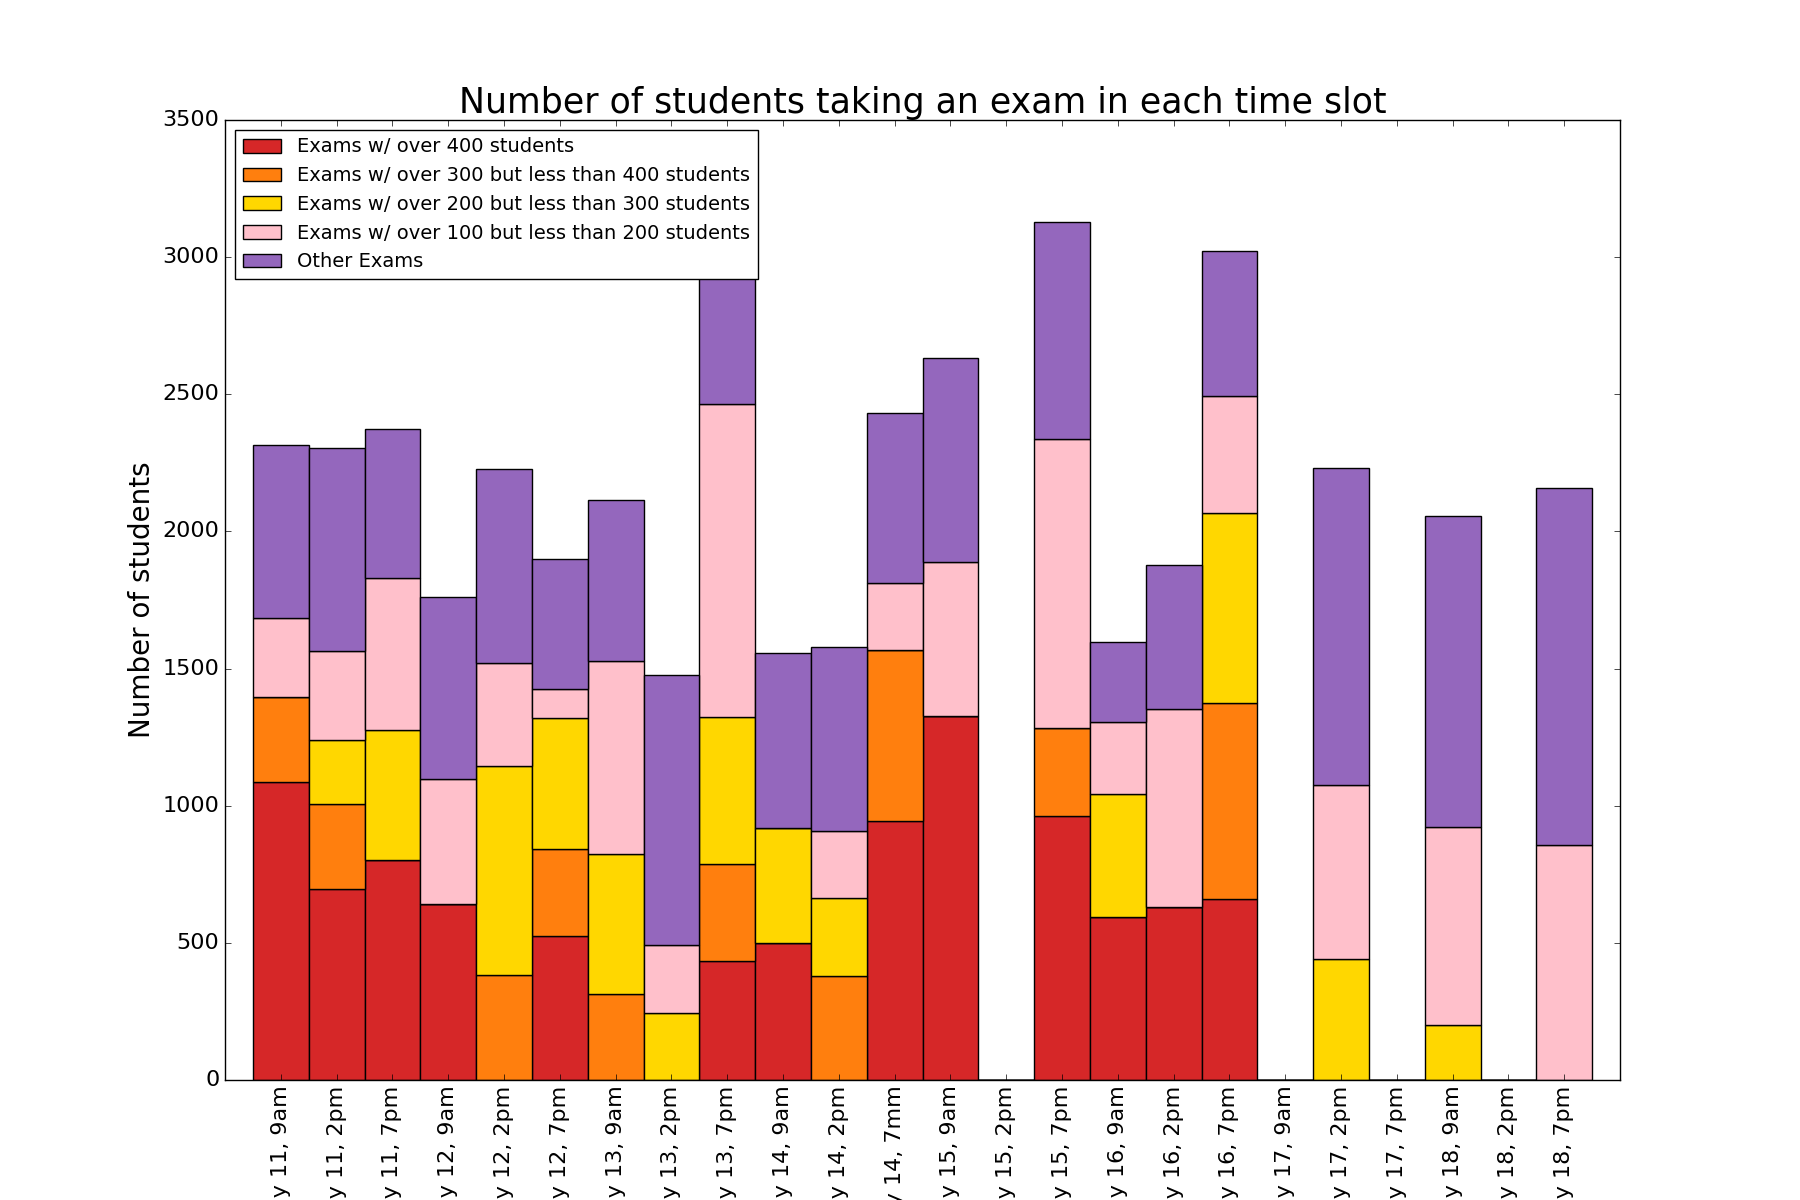 Number of students taking an exam in each time slot
Exams w/ over 400 students
Exams w/ over 300 but less than 400 students
Exams w/ over 200 but less than 300 students
Exams w/ over 100 but less than 200 students
Other Exams
Number of students
3500
3000
2500
2000
1500
1000
500
0
y 11, 9am
y 11, 2pm
y 11, 7pm
y 12, 9am
y 12, 2pm
y 12, 7pm
y 13, 9am
y 13, 2pm
y 13, 7pm
y 14, 9am
y 14, 2pm
y 14, 7mm
y 15, 9am
y 15, 2pm
y 15, 7pm
y 16, 9am
y 16, 2pm
y 16, 7pm
y 17, 9am
y 17, 2pm
y 17, 7pm
y 18, 9am
y 18, 2pm
y 18, 7pm